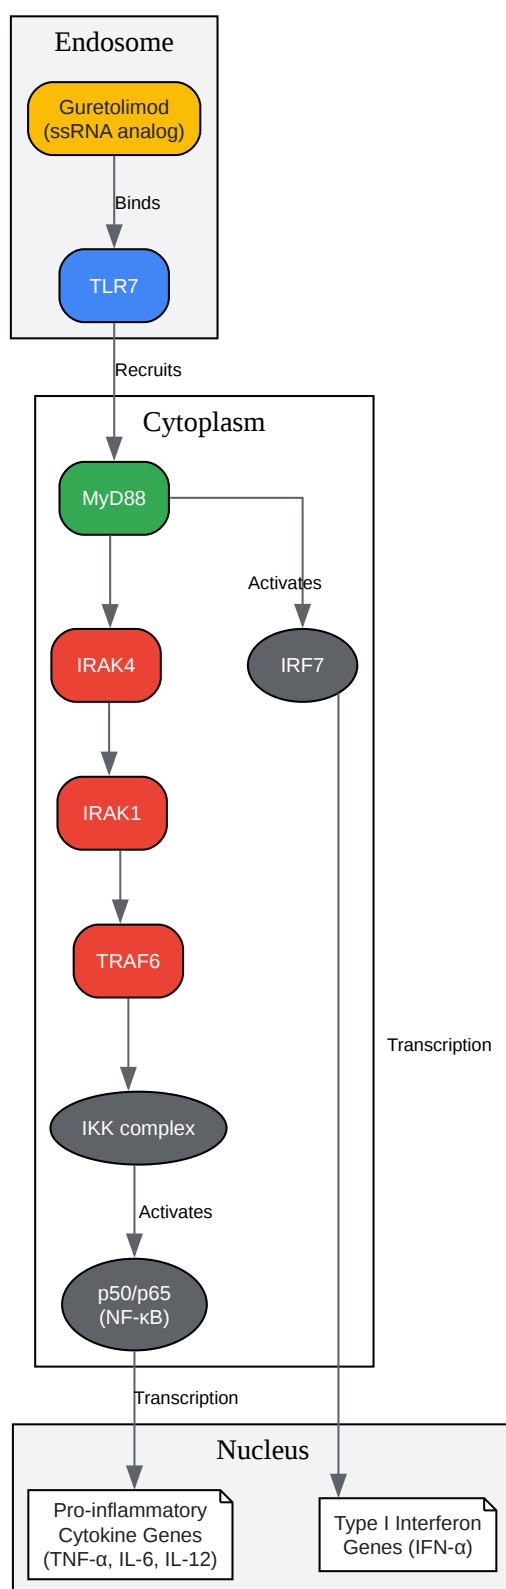 Endosome
Guretolimod
(ssRNA analog)
Binds
TLR7
Recruits
Cytoplasm
MyD88
Activates
IRAK4
IRF7
IRAK1
TRAF6
Transcription
IKK complex
Activates
p50/p65
(NF-κB)
Transcription
Nucleus
Pro-inflammatory
Cytokine Genes
(TNF-α, IL-6, IL-12)
Type I Interferon
Genes (IFN-α)